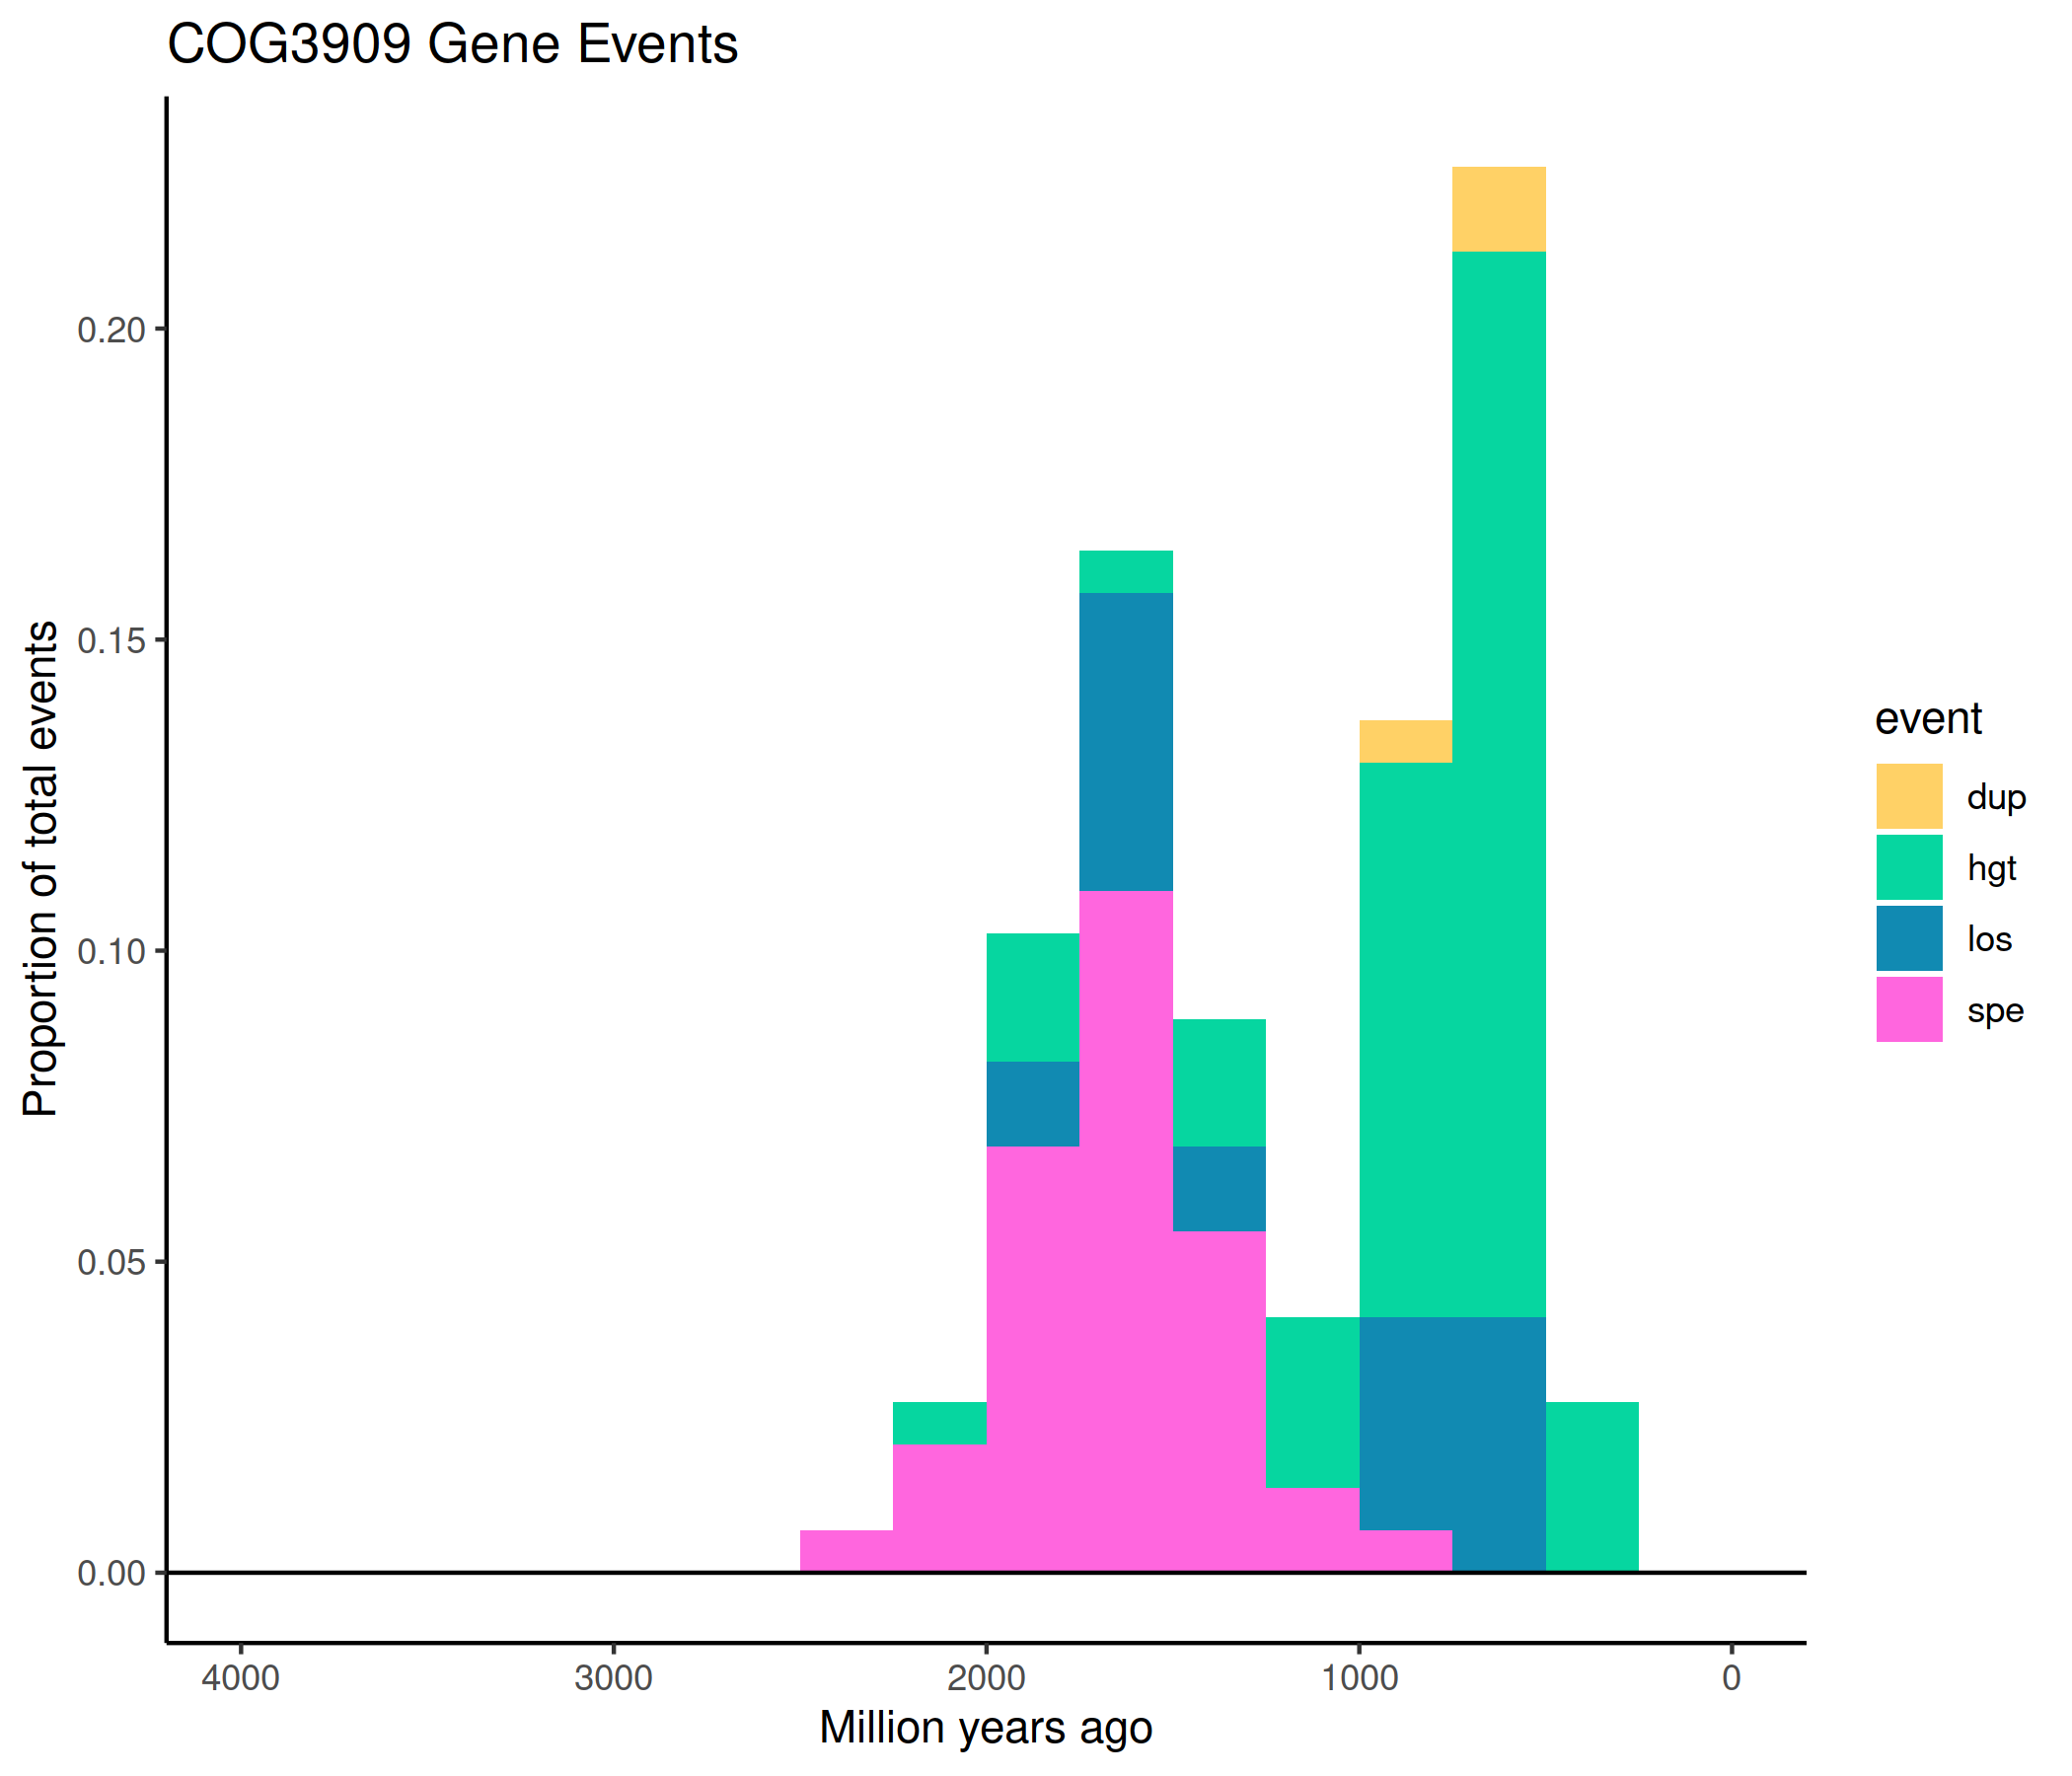 COG3909 Gene Events
Proportion of total events
0.20
0.15
0.10
0.05
0.00
4000 3000 2000 1000 0
Million years ago
event
dup
hgt
los
spe